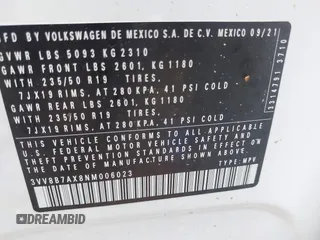 MFD BY VOLKSWAGEN DE MEXICO S.A. DE C.V. MEXICO 09/21
GVWR LBS 5093 KG2310
GAWR FRONT LBS 2601, KG1180
WITH 235/50 R19 TIRES,
7JX19 RIMS, AT 280KPA, 41 PSI COLD
GAWR REAR LBS 2601, KG1180
WITH 235/50 R19 TIRES,
7JX19 RIMS, AT 280KPA, 41 PSI COLD
THIS VEHICLE CONFORMS TO ALL APPLICABLE
U.S. FEDERAL MOTOR VEHICLE SAFETY AND
THEFT PREVENTION STANDARDS IN EFFECT ON THE
DATE OF MANUFACTURE SHOWN ABOVE.
3VV8B7AX8NM006023 TYPE: MPV
3314791 3710